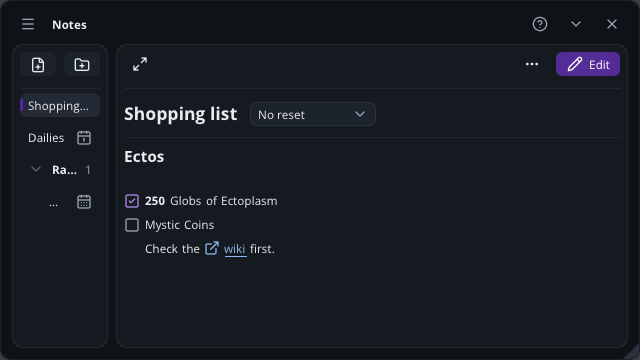 Notes
Edit
Shopping...
Shopping list
No reset
Dailies
Ectos
Ra... 1
...
250 Globs of Ectoplasm
Mystic Coins
Check the wiki first.